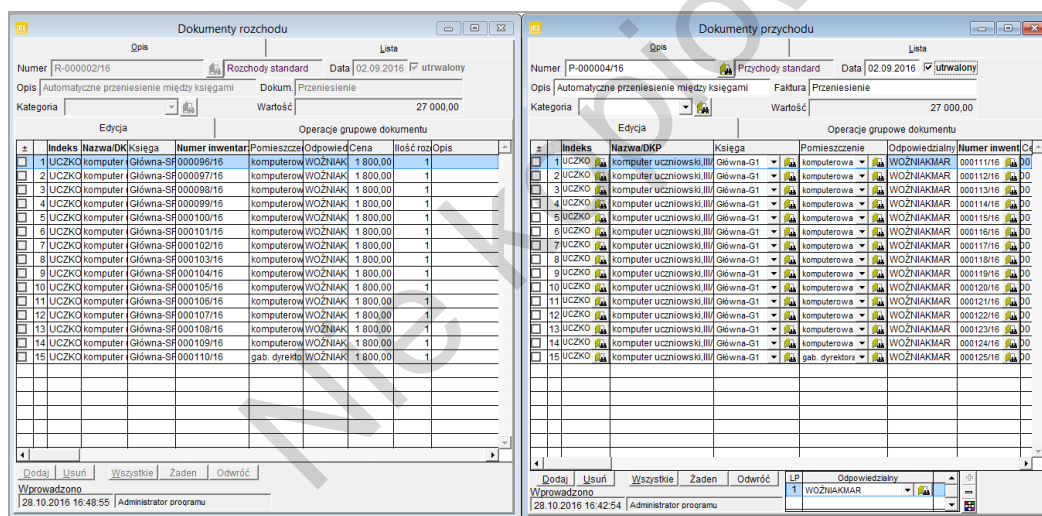 Dokumenty rozchodu
Opis Lista
Numer R-000002/16 Rozchody standard Data 02.09.2016 utrwalony
Opis Automatyczne przeniesienie między księgami Dokum. Przeniesienie
Kategoria Wartość 27 000,00
Edycja Operacje grupowe dokumentu
± Indeks Nazwa/DK Księga Numer inwentar Pomieszczei Odpowied Cena Ilość roz Opis
1 UCZKO komputer Główna-SF 000096/16 komputerow WOŹNIAK 1 800,00 1
2 UCZKO komputer Główna-SF 000097/16 komputerow WOŹNIAK 1 800,00 1
3 UCZKO komputer Główna-SF 000098/16 komputerow WOŹNIAK 1 800,00 1
4 UCZKO komputer Główna-SF 000099/16 komputerow WOŹNIAK 1 800,00 1
5 UCZKO komputer Główna-SF 000100/16 komputerow WOŹNIAK 1 800,00 1
6 UCZKO komputer Główna-SF 000101/16 komputerow WOŹNIAK 1 800,00 1
7 UCZKO komputer Główna-SF 000102/16 komputerow WOŹNIAK 1 800,00 1
8 UCZKO komputer Główna-SF 000103/16 komputerow WOŹNIAK 1 800,00 1
9 UCZKO komputer Główna-SF 000104/16 komputerow WOŹNIAK 1 800,00 1
10 UCZKO komputer Główna-SF 000105/16 komputerow WOŹNIAK 1 800,00 1
11 UCZKO komputer Główna-SF 000106/16 komputerow WOŹNIAK 1 800,00 1
12 UCZKO komputer Główna-SF 000107/16 komputerow WOŹNIAK 1 800,00 1
13 UCZKO komputer Główna-SF 000108/16 komputerow WOŹNIAK 1 800,00 1
14 UCZKO komputer Główna-SF 000109/16 komputerow WOŹNIAK 1 800,00 1
15 UCZKO komputer Główna-SF 000110/16 gab. dyrekto WOŹNIAK 1 800,00 1
Dodaj Usuń Wszystkie Żaden Odwróć
Wprowadzono
28.10.2016 16:48:55 Administrator programu
Dokumenty przychodu
Opis Lista
Numer P-000004/16 Przychody standard Data 02.09.2016 utrwalony
Opis Automatyczne przeniesienie między księgami Faktura Przeniesienie
Kategoria Wartość 27 000,00
Edycja Operacje grupowe dokumentu
± Indeks Nazwa/DKP Księga Pomieszczenie Odpowiedzialny Numer inwent Ce
1 UCZKO komputer uczniowski,III/ Główna-G1 komputerowa WOŹNIAKMAR 000111/16 00
2 UCZKO komputer uczniowski,III/ Główna-G1 komputerowa WOŹNIAKMAR 000112/16 00
3 UCZKO komputer uczniowski,III/ Główna-G1 komputerowa WOŹNIAKMAR 000113/16 00
4 UCZKO komputer uczniowski,III/ Główna-G1 komputerowa WOŹNIAKMAR 000114/16 00
5 UCZKO komputer uczniowski,III/ Główna-G1 komputerowa WOŹNIAKMAR 000115/16 00
6 UCZKO komputer uczniowski,III/ Główna-G1 komputerowa WOŹNIAKMAR 000116/16 00
7 UCZKO komputer uczniowski,III/ Główna-G1 komputerowa WOŹNIAKMAR 000117/16 00
8 UCZKO komputer uczniowski,III/ Główna-G1 komputerowa WOŹNIAKMAR 000118/16 00
9 UCZKO komputer uczniowski,III/ Główna-G1 komputerowa WOŹNIAKMAR 000119/16 00
10 UCZKO komputer uczniowski,III/ Główna-G1 komputerowa WOŹNIAKMAR 000120/16 00
11 UCZKO komputer uczniowski,III/ Główna-G1 komputerowa WOŹNIAKMAR 000121/16 00
12 UCZKO komputer uczniowski,III/ Główna-G1 komputerowa WOŹNIAKMAR 000122/16 00
13 UCZKO komputer uczniowski,III/ Główna-G1 komputerowa WOŹNIAKMAR 000123/16 00
14 UCZKO komputer uczniowski,III/ Główna-G1 komputerowa WOŹNIAKMAR 000124/16 00
15 UCZKO komputer uczniowski,III/ Główna-G1 gab. dyrektora WOŹNIAKMAR 000125/16 00
Dodaj Usuń Wszystkie Żaden Odwróć
LP Odpowiedzialny
1 WOŹNIAKMAR
Wprowadzono
28.10.2016 16:42:54 Administrator programu